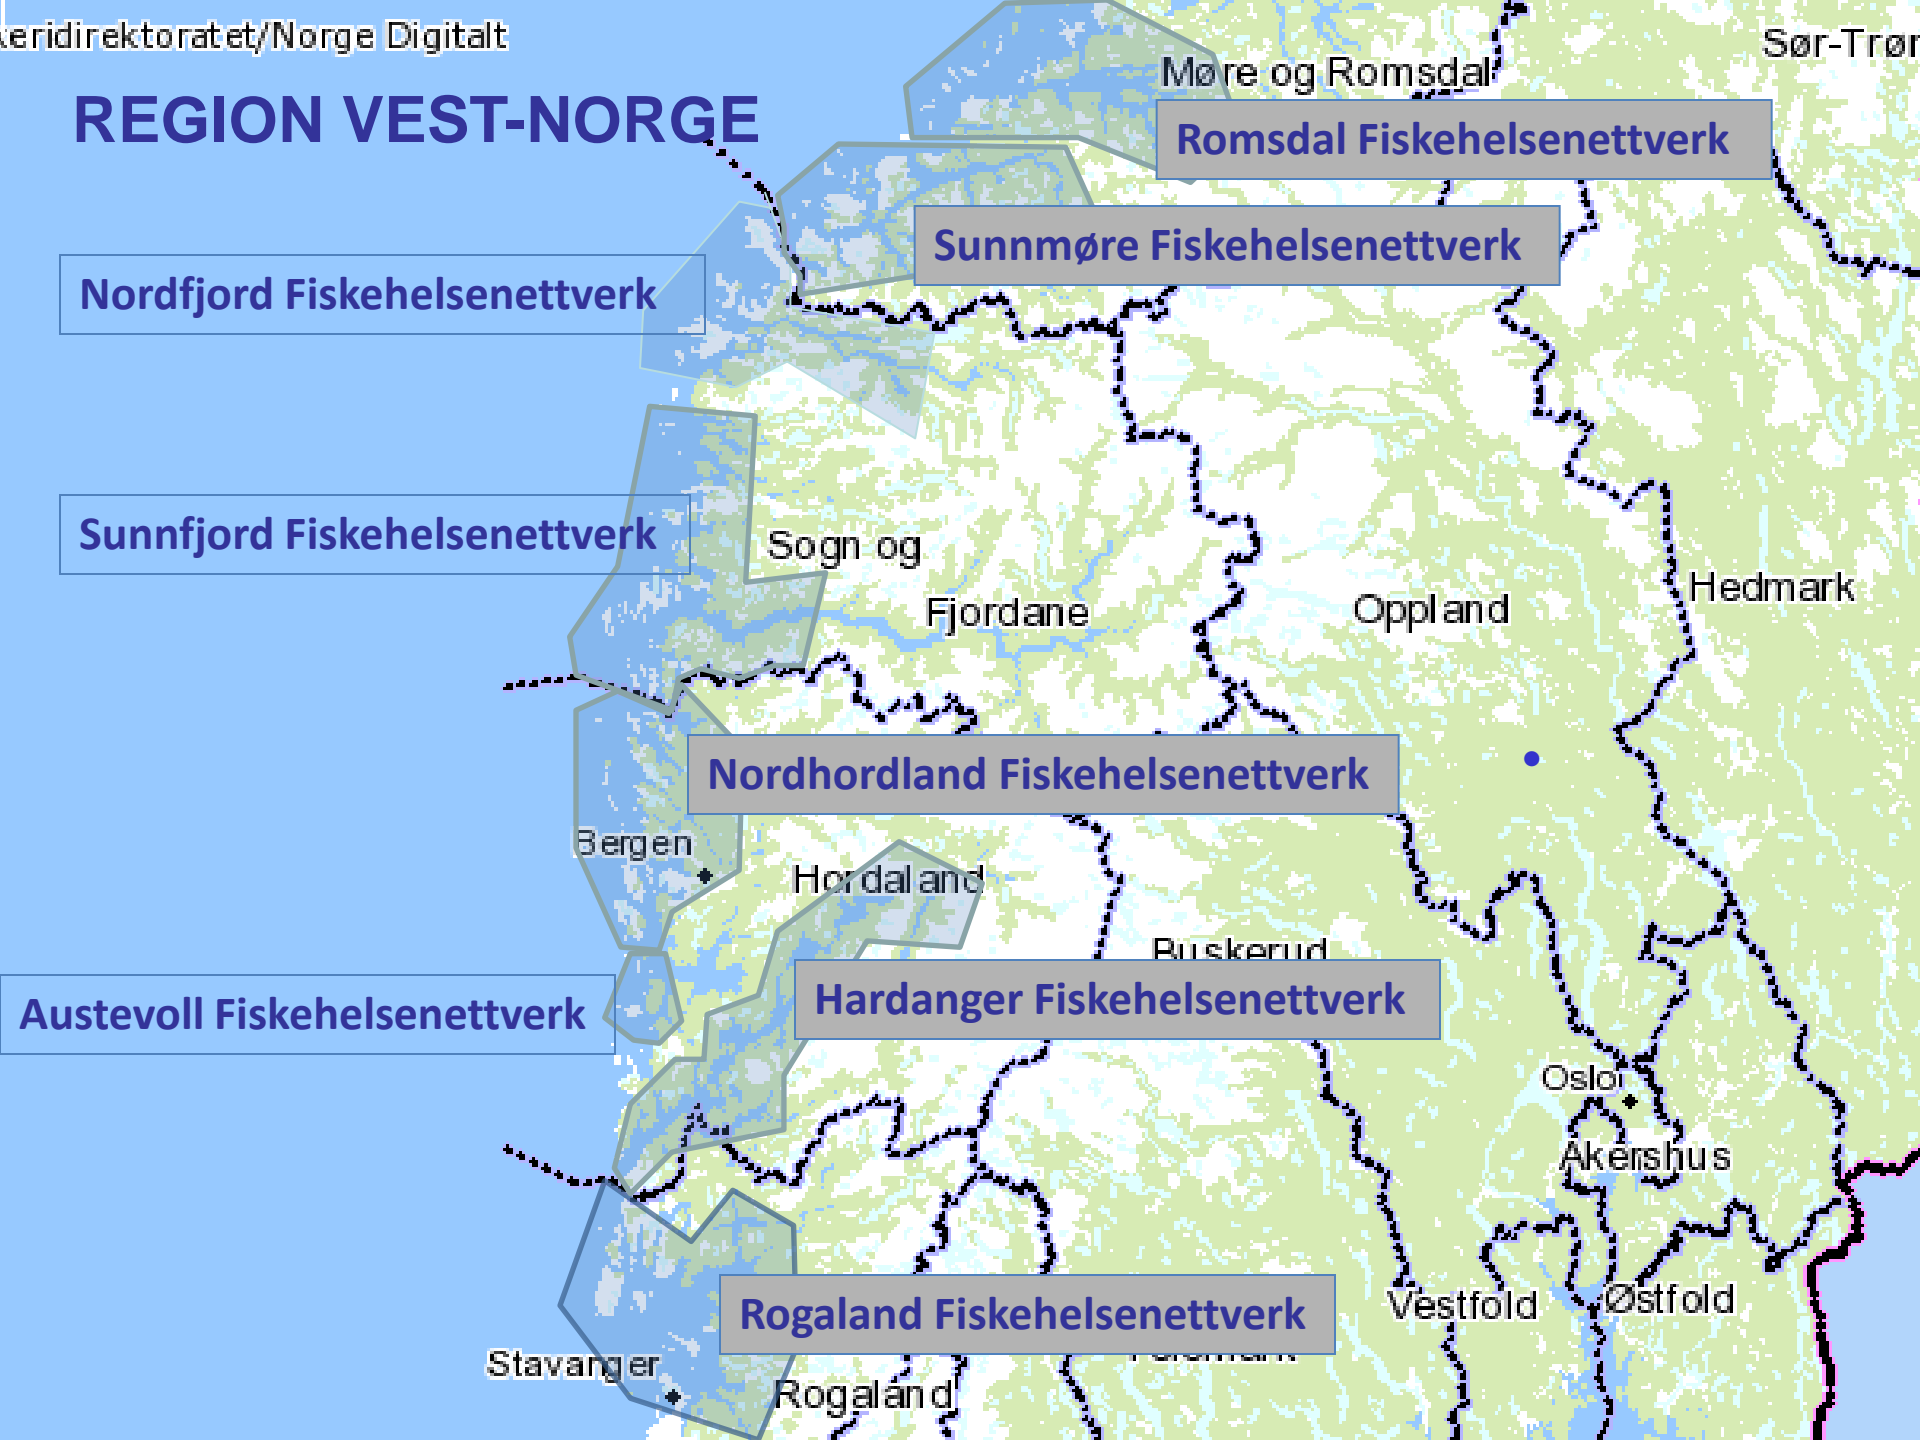 keridirektoratet/Norge Digitalt
Sør-Trør
Møre og Romsdal
REGION VEST-NORGE
Romsdal Fiskehelsenettverk
Sunnmøre Fiskehelsenettverk
Nordfjord Fiskehelsenettverk
Sunnfjord Fiskehelsenettverk
Sogn og
Fjordane
Oppland
Hedmark
Nordhordland Fiskehelsenettverk
Bergen
Hordaland
Buskerud
Austevoll Fiskehelsenettverk
Hardanger Fiskehelsenettverk
Oslo
Akershus
Rogaland Fiskehelsenettverk
Vestfold
Østfold
Stavanger
Rogaland